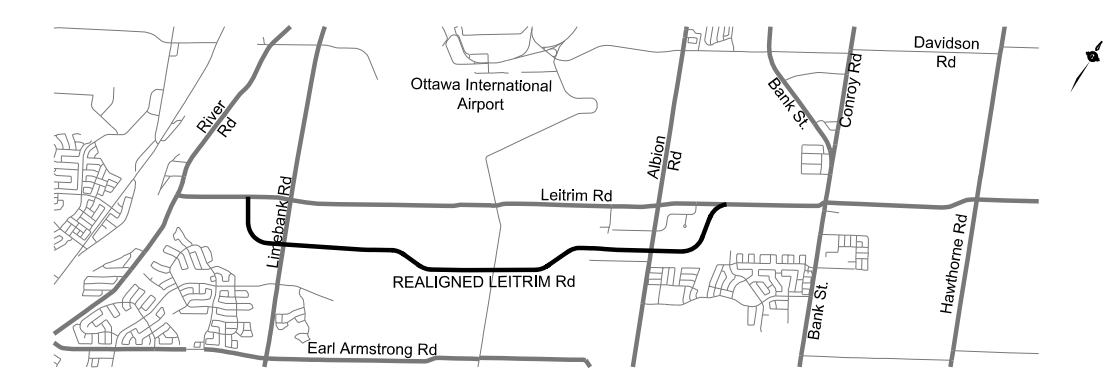 Davidson
Rd
Ottawa International
Airport
River
Rd
Bank St.
Conroy Rd
Albion
Rd
Limebank Rd
Leitrim Rd
Hawthorne Rd
REALIGNED LEITRIM Rd
Bank St.
Earl Armstrong Rd